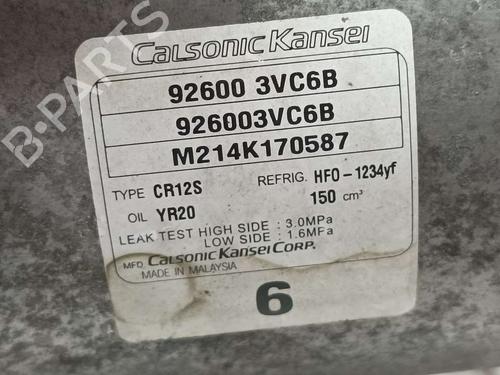 B-PARTS
Calsonic Kansei
92600 3VC6B
926003VC6B
M214K170587
TYPE CR12S REFRIG. HFO-1234yf
OIL YR20 150 cm³
LEAK TEST HIGH SIDE : 3.0MPa
LOW SIDE : 1.6MPa
MFD. Calsonic Kansei Corp.
MADE IN MALAYSIA
6